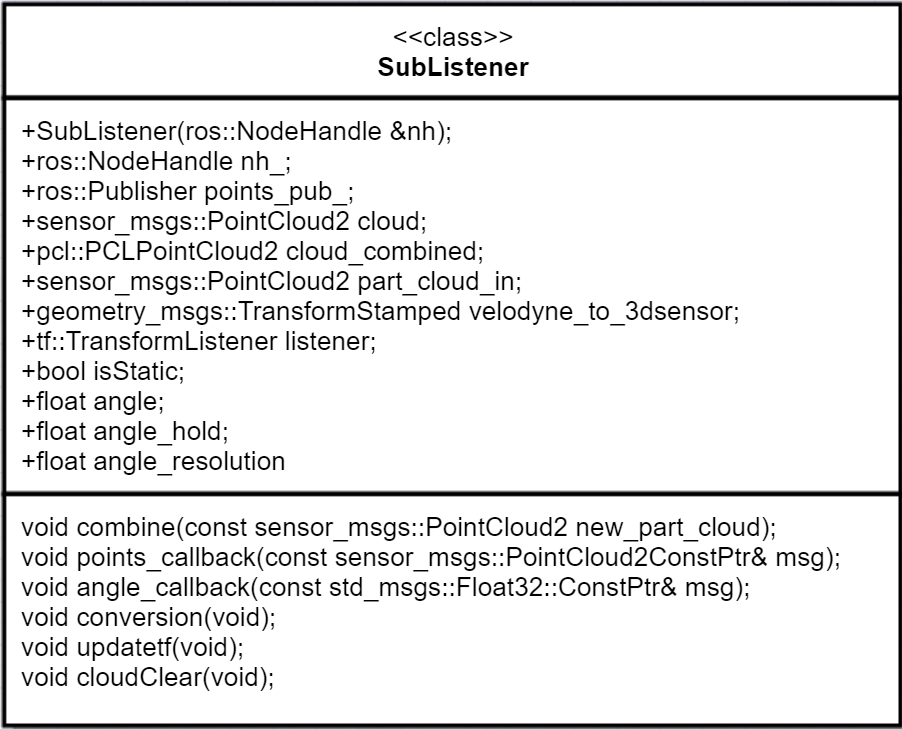 <<class>>
SubListener
+SubListener(ros::NodeHandle &nh);
+ros::NodeHandle nh_;
+ros::Publisher points_pub_;
+sensor_msgs::PointCloud2 cloud;
+pcl::PCLPointCloud2 cloud_combined;
+sensor_msgs::PointCloud2 part_cloud_in;
+geometry_msgs::TransformStamped velodyne_to_3dsensor;
+tf::TransformListener listener;
+bool isStatic;
+float angle;
+float angle_hold;
+float angle_resolution
void combine(const sensor_msgs::PointCloud2 new_part_cloud);
void points_callback(const sensor_msgs::PointCloud2ConstPtr& msg);
void angle_callback(const std_msgs::Float32::ConstPtr& msg);
void conversion(void);
void updatetf(void);
void cloudClear(void);